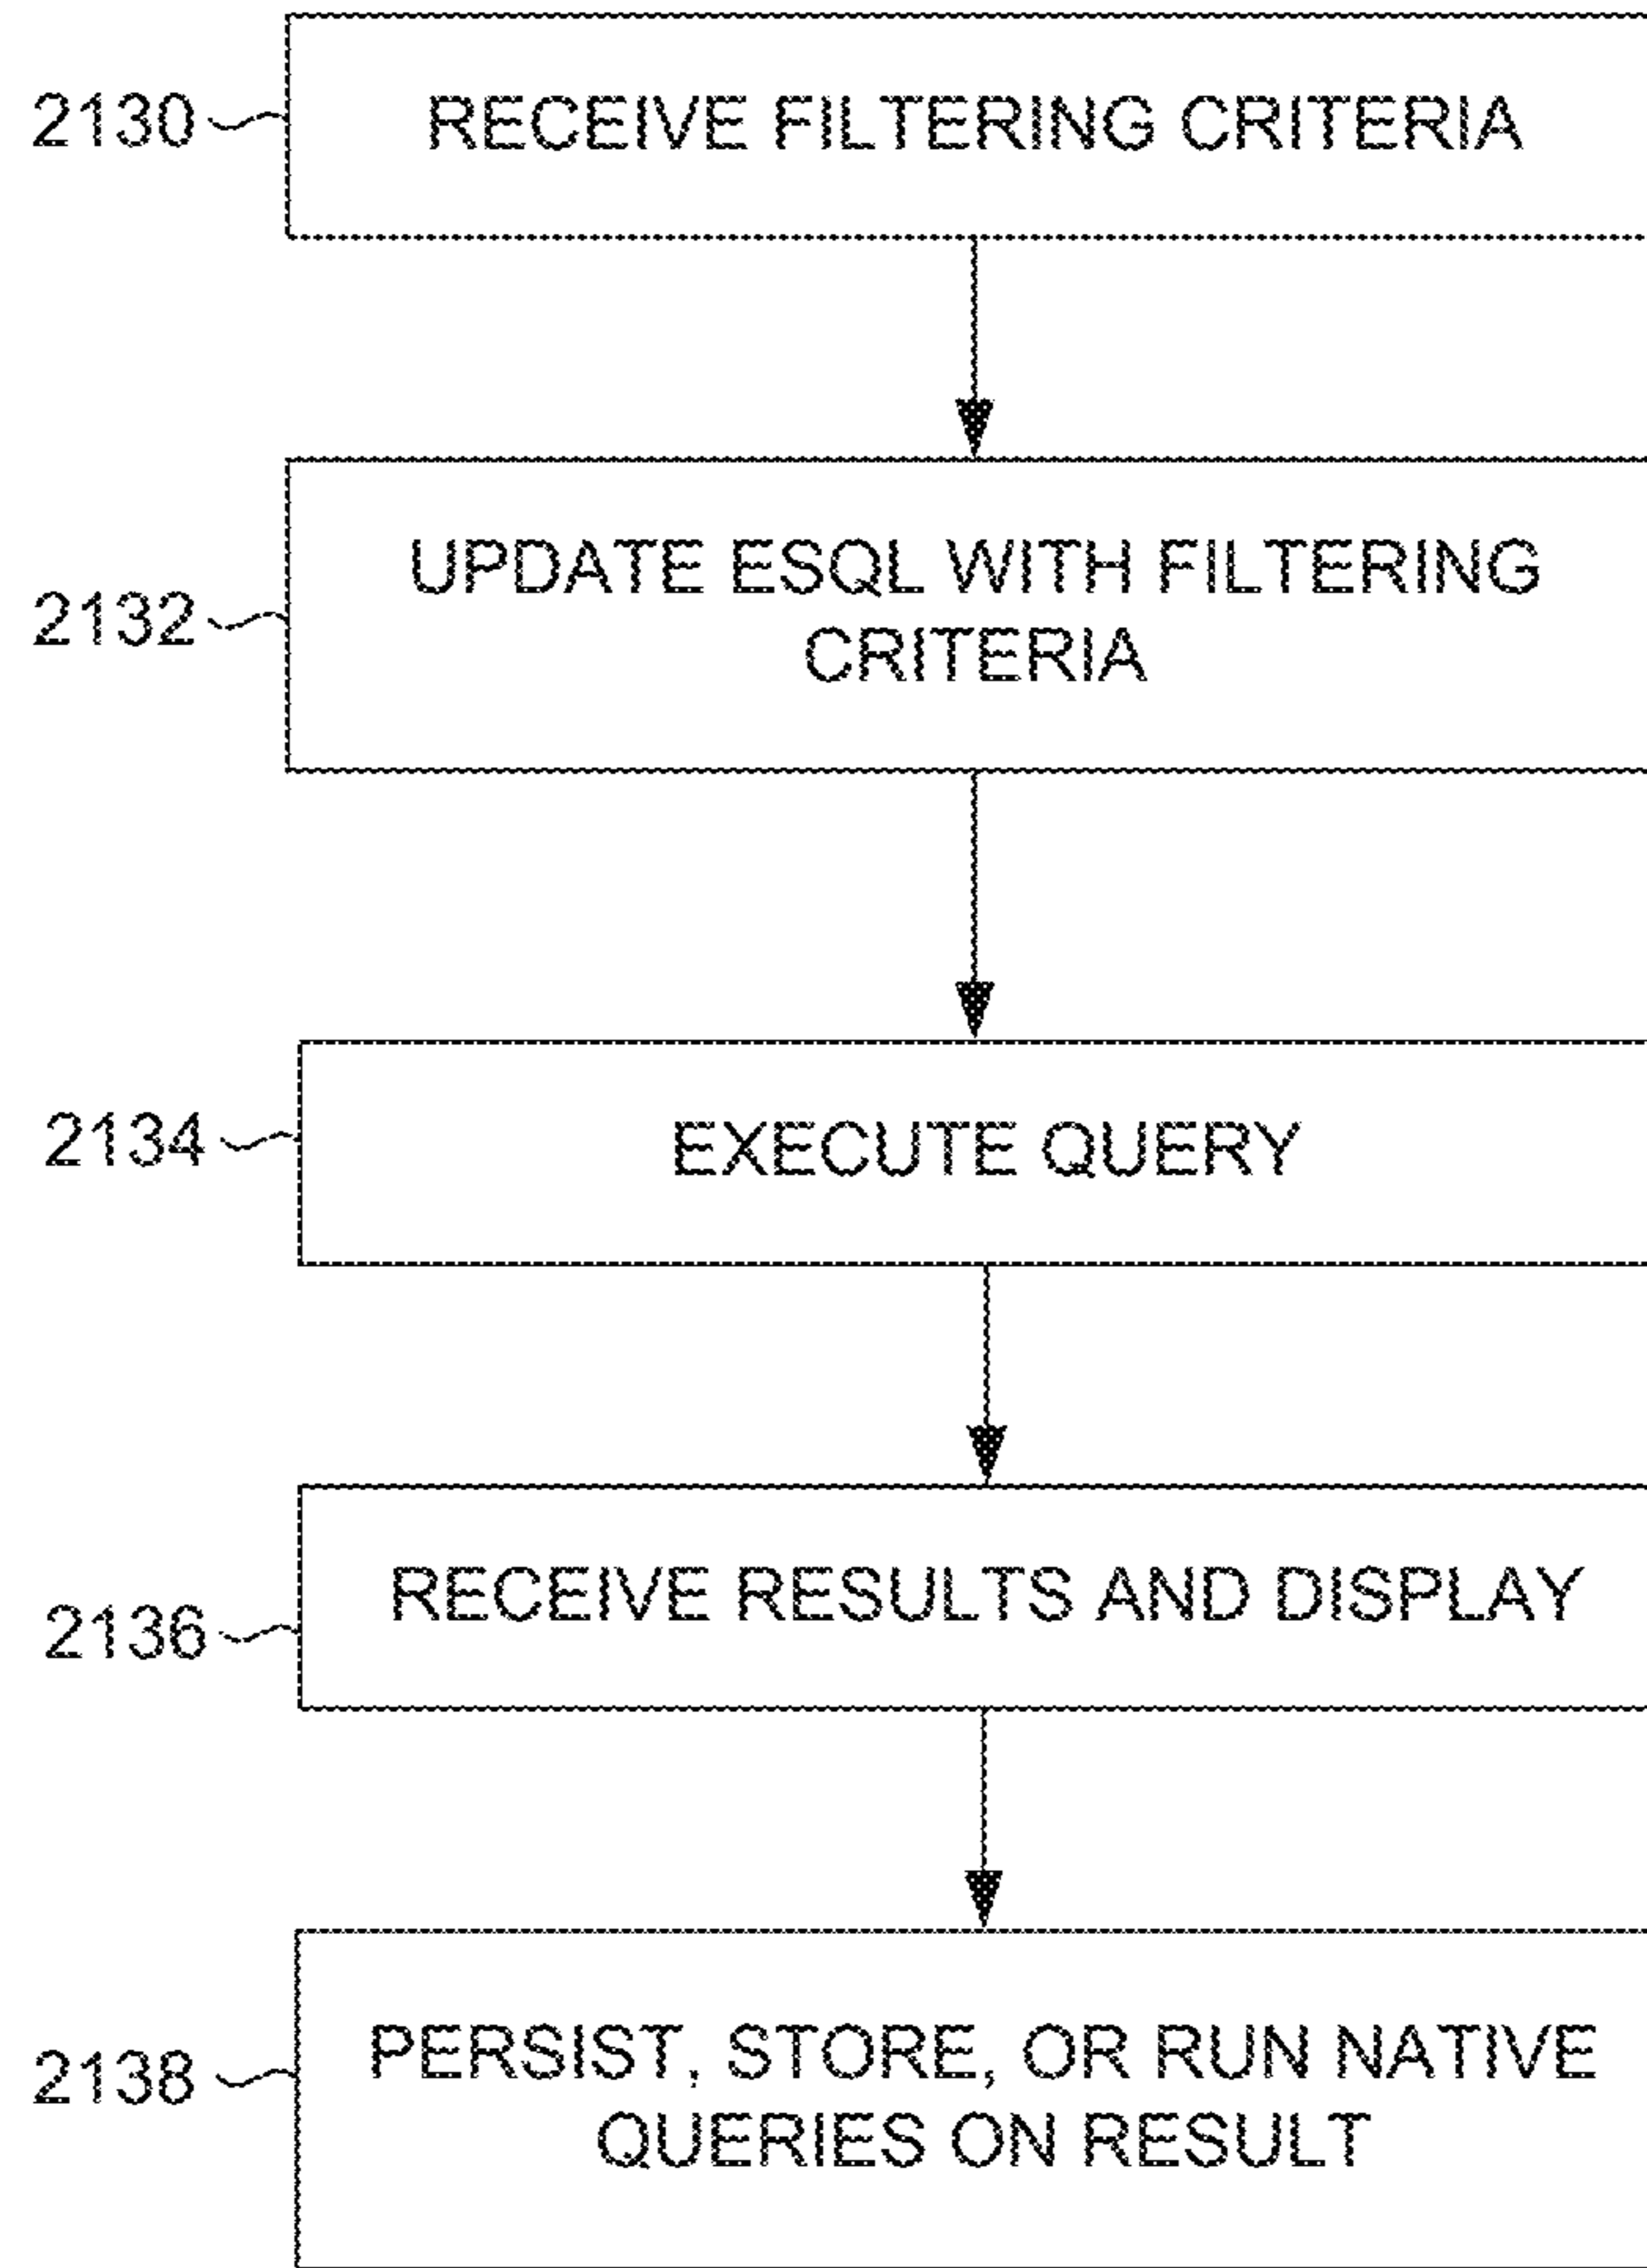 2130
RECEIVE FILTERING CRITERIA
2132
UPDATE ESQL WITH FILTERING
CRITERIA
2134
EXECUTE QUERY
2136
RECEIVE RESULTS AND DISPLAY
2138
PERSIST, STORE, OR RUN NATIVE
QUERIES ON RESULT